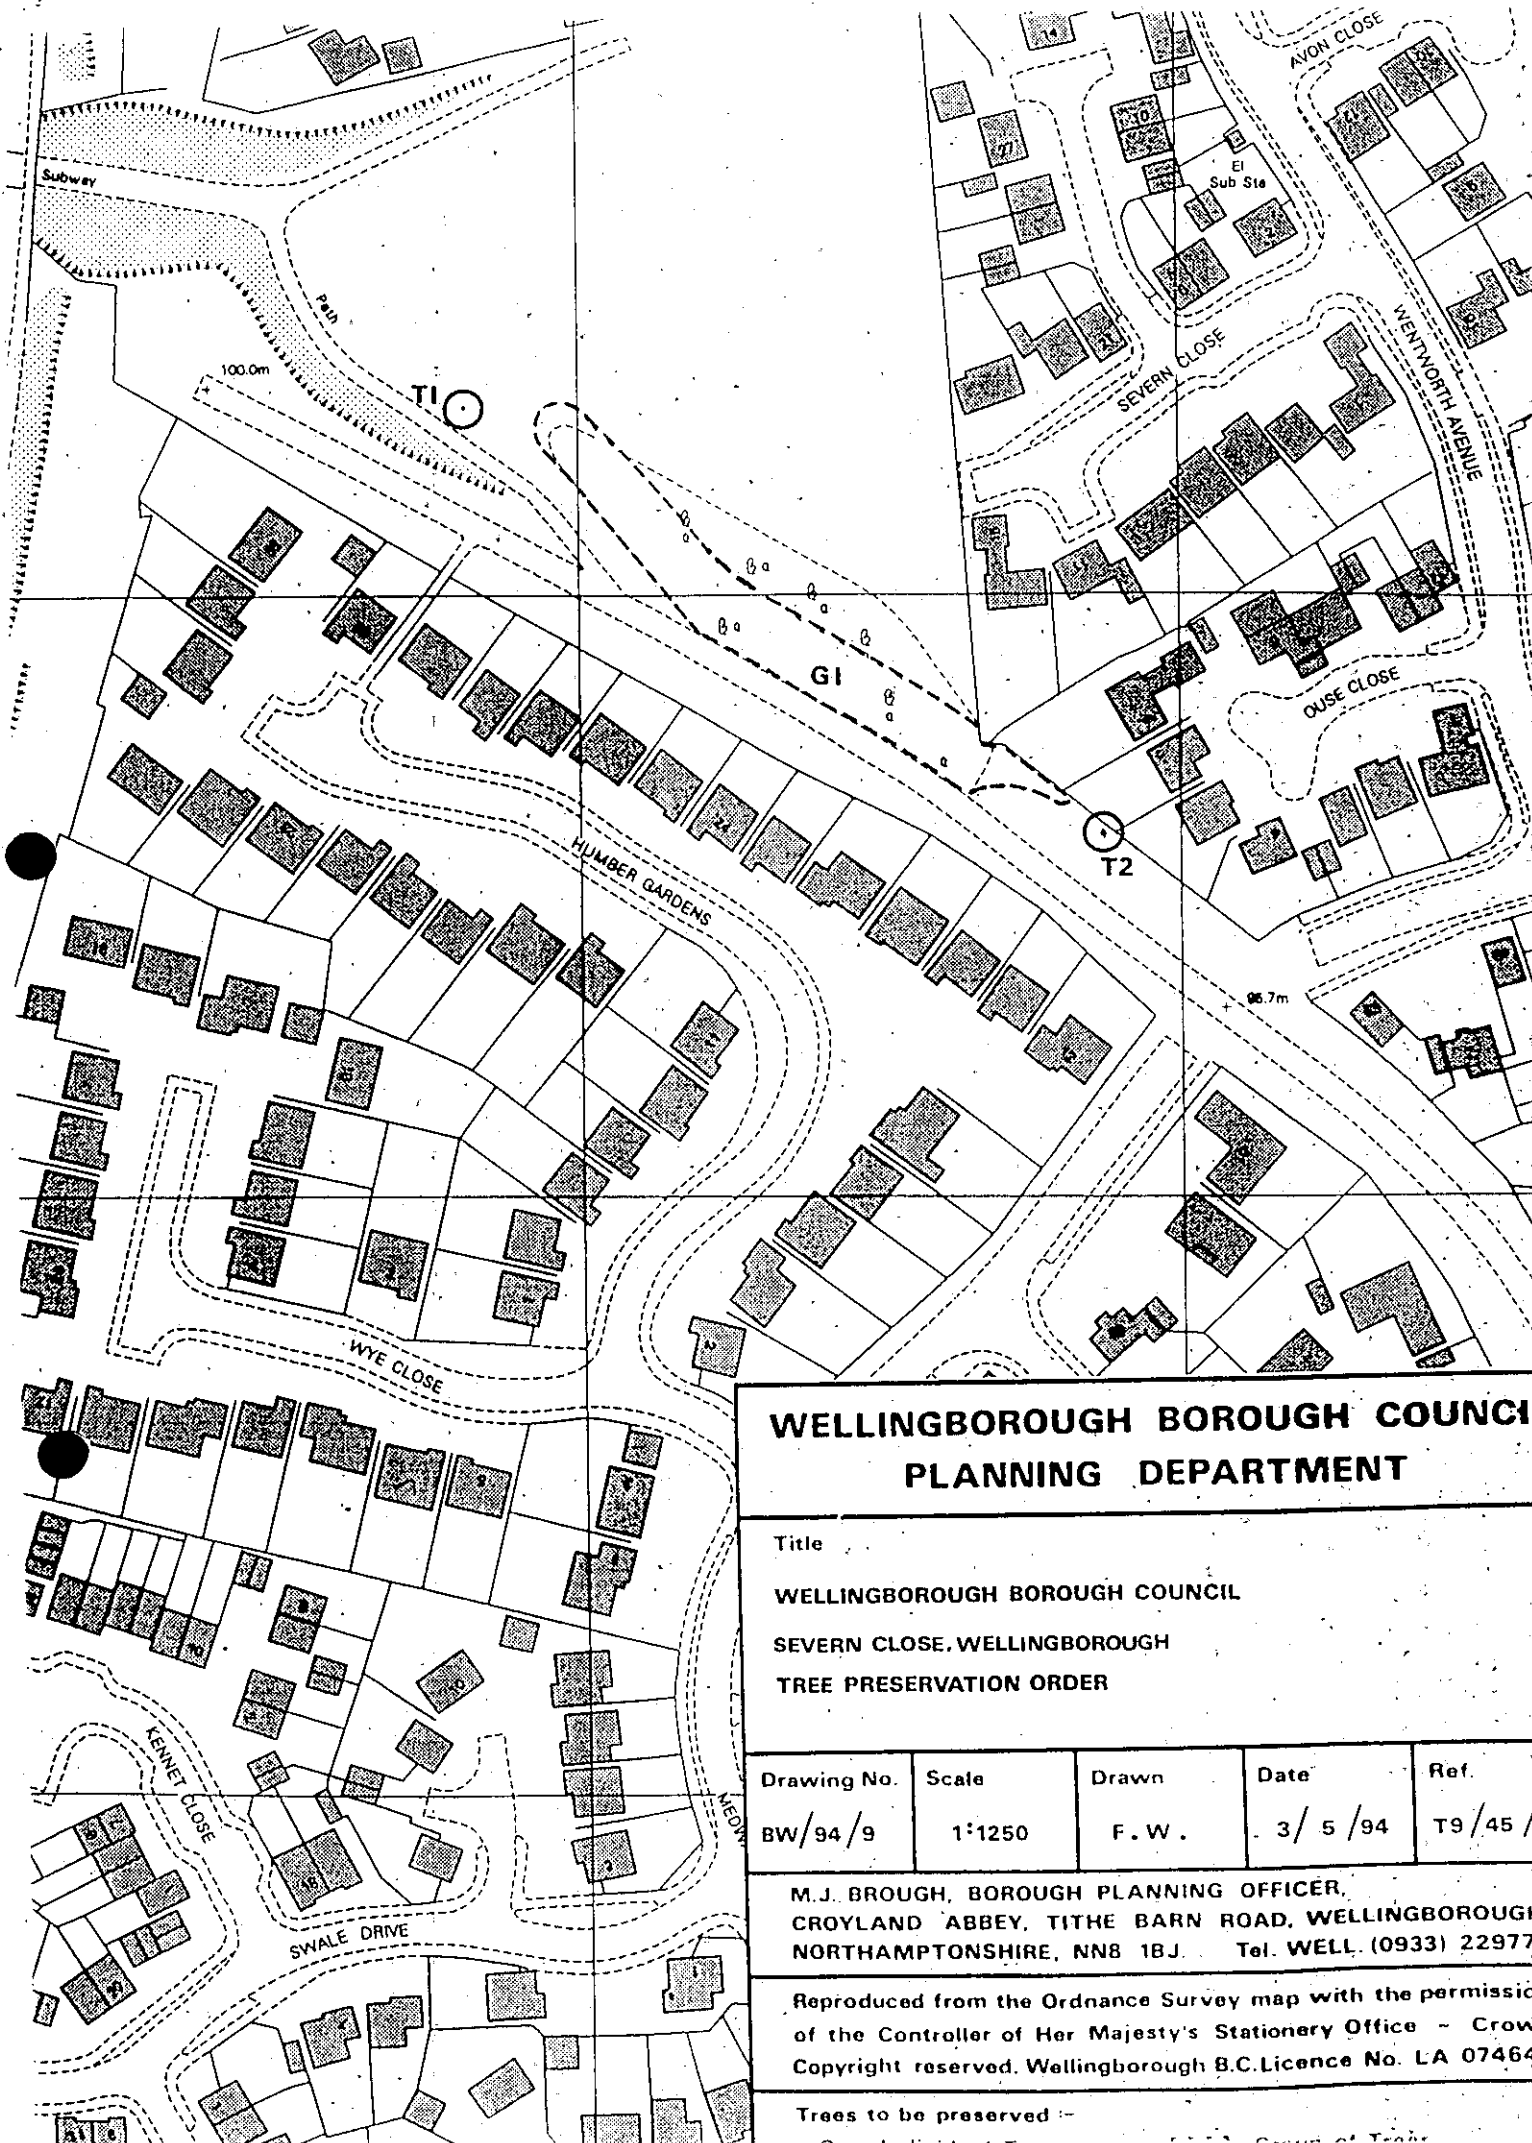 AVON CLOSE
El
Sub Sta
Subway
Path
100.0m
T1
27
10
2
21
SEVERN CLOSE
WENTWORTH AVENUE
G1
OUSE CLOSE
T2
24
HUMBER GARDENS
96.7m
WYE CLOSE
WELLINGBOROUGH BOROUGH
PLANNING DEPARTMENT
Title
WELLINGBOROUGH BOROUGH COUNCIL
SEVERN CLOSE, WELLINGBOROUGH
TREE PRESERVATION ORDER
Drawing No. Scale Drawn Date Ref.
BW/94/9 1:1250 F. W. 3/5/94 T9/45/
KENNET CLOSE
SWALE DRIVE
M.J. BROUGH, BOROUGH PLANNING OFFICER,
CROYLAND ABBEY, TITHE BARN ROAD, WELLINGBOROUGH
NORTHAMPTONSHIRE, NN8 1BJ. Tel. WELL. (0933) 22977
Reproduced from the Ordnance Survey map with the
of the Controller of Her Majesty's Stationery Office - Crow
Copyright reserved. Wellingborough B.C. Licence No. LA 07464
Trees to be preserved :-